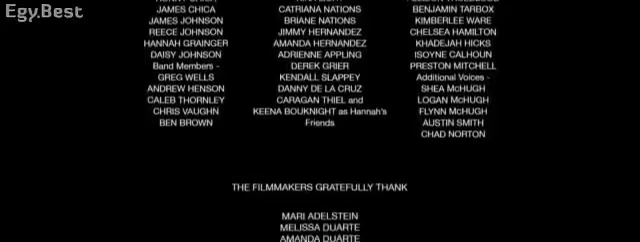 Egy.Best
JAMES CHICA
JAMES JOHNSON
REECE JOHNSON
HANNAH GRAINGER
DAISY JOHNSON
Band Members -
GREG WELLS
ANDREW HENSON
CALEB THORNLEY
CHRIS VAUGHN
BEN BROWN
CATRIANA NATIONS
BRIANE NATIONS
JIMMY HERNANDEZ
AMANDA HERNANDEZ
ADRIENNE APPLING
DEREK GRIER
KENDALL SLAPPEY
DANNY DE LA CRUZ
CARAGAN THIEL and
KEENA BOUKNIGHT as Hannah's
Friends
BENJAMIN TARBOX
KIMBERLEE WARE
CHELSEA HAMILTON
KHADEJAH HICKS
ISOYNE CALHOUN
PRESTON MITCHELL
Additional Voices -
SHEA McHUGH
LOGAN McHUGH
FLYNN McHUGH
AUSTIN SMITH
CHAD NORTON
THE FILMMAKERS GRATEFULLY THANK
MARI ADELSTEIN
MELISSA DUARTE
AMANDA DUARTE